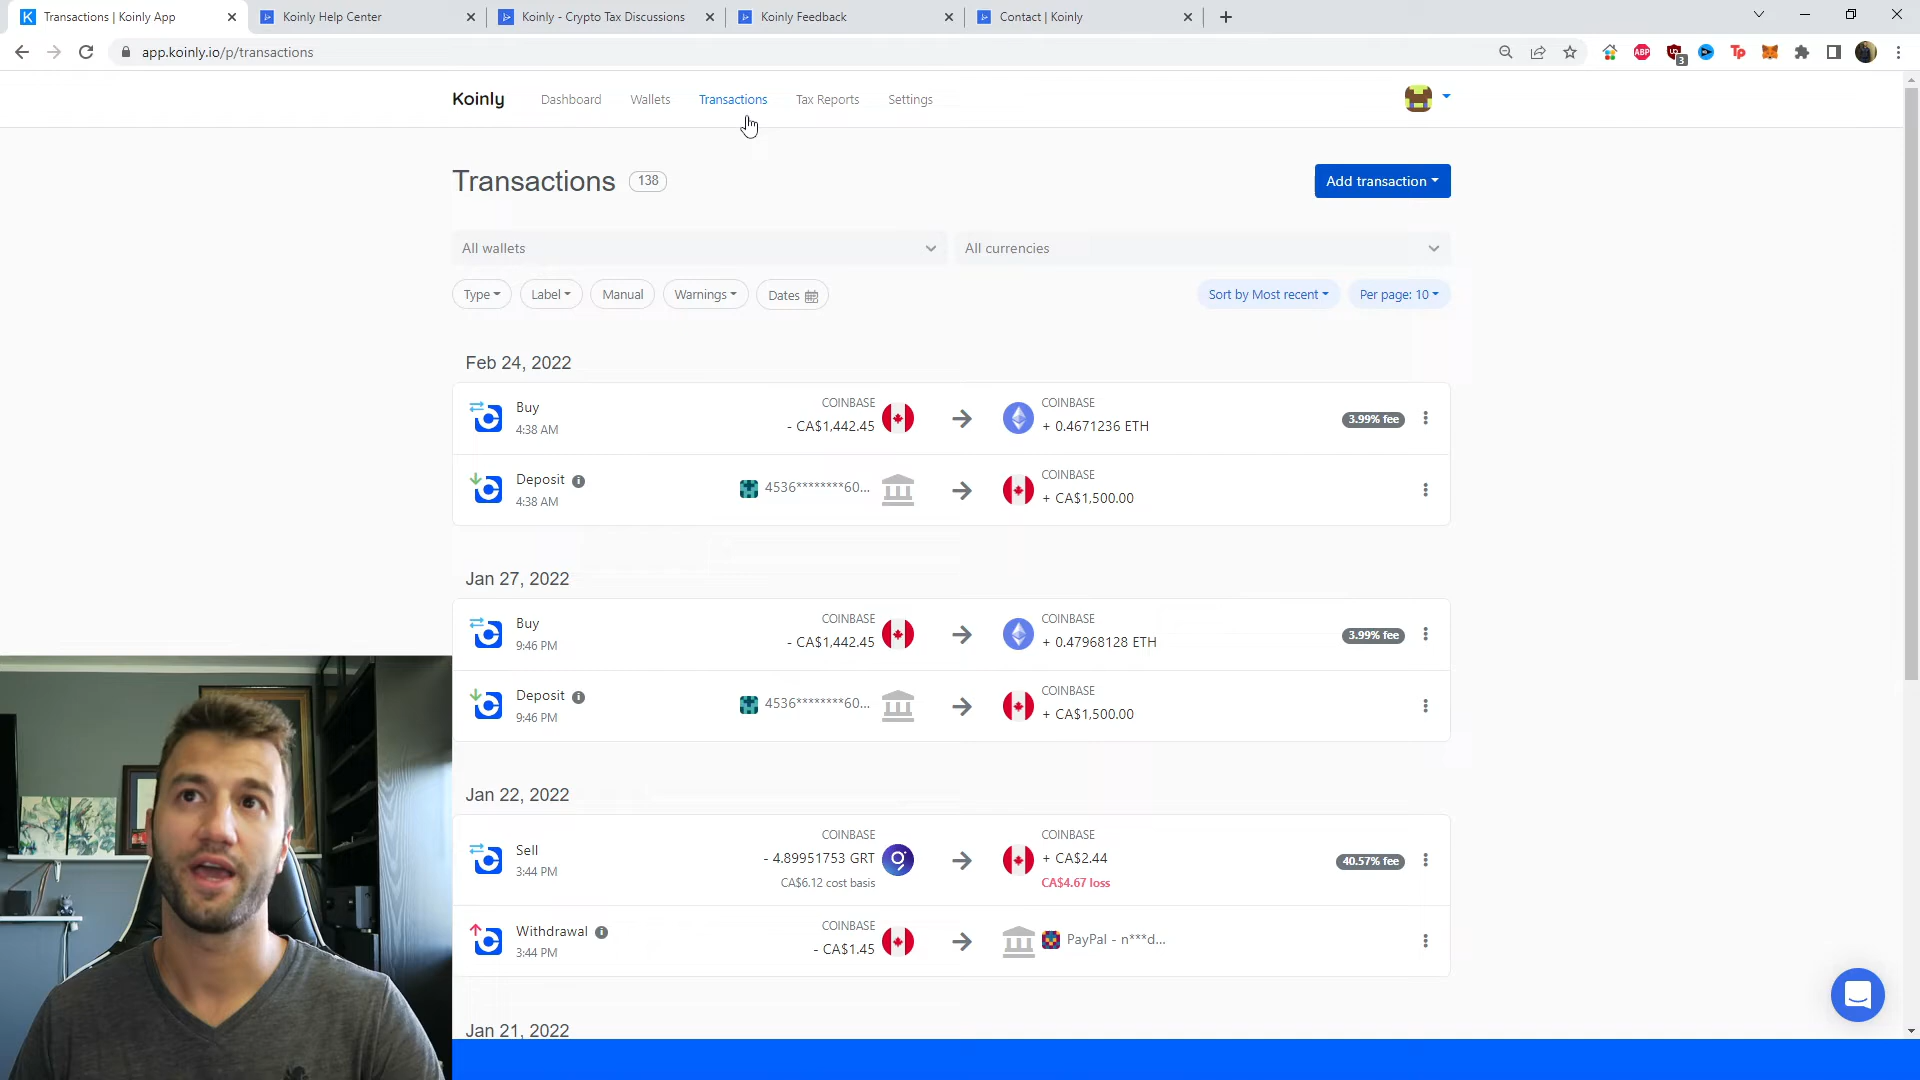 Transactions | Koinly App
Koinly Help Center
Koinly - Crypto Tax Discussions
Koinly Feedback
Contact | Koinly
app.koinly.io/p/transactions
ABP
3
Tp
Koinly
Dashboard
Wallets
Transactions
Tax Reports
Settings
Transactions 138
Add transaction
All wallets
All currencies
Type
Label
Manual
Warnings
Dates
Sort by Most recent
Per page: 10
Feb 24, 2022
Buy
4:38 AM
COINBASE
- CA$1,442.45
COINBASE
+ 0.4671236 ETH
3.99% fee
Deposit
4:38 AM
4536********60...
COINBASE
+ CA$1,500.00
Jan 27, 2022
Buy
9:46 PM
COINBASE
- CA$1,442.45
COINBASE
+ 0.47968128 ETH
3.99% fee
Deposit
9:46 PM
4536********60...
COINBASE
+ CA$1,500.00
Jan 22, 2022
Sell
3:44 PM
COINBASE
- 4.89951753 GRT
CA$6.12 cost basis
COINBASE
+ CA$2.44
CA$4.67 loss
40.57% fee
Withdrawal
3:44 PM
COINBASE
- CA$1.45
PayPal - n***d...
Jan 21, 2022